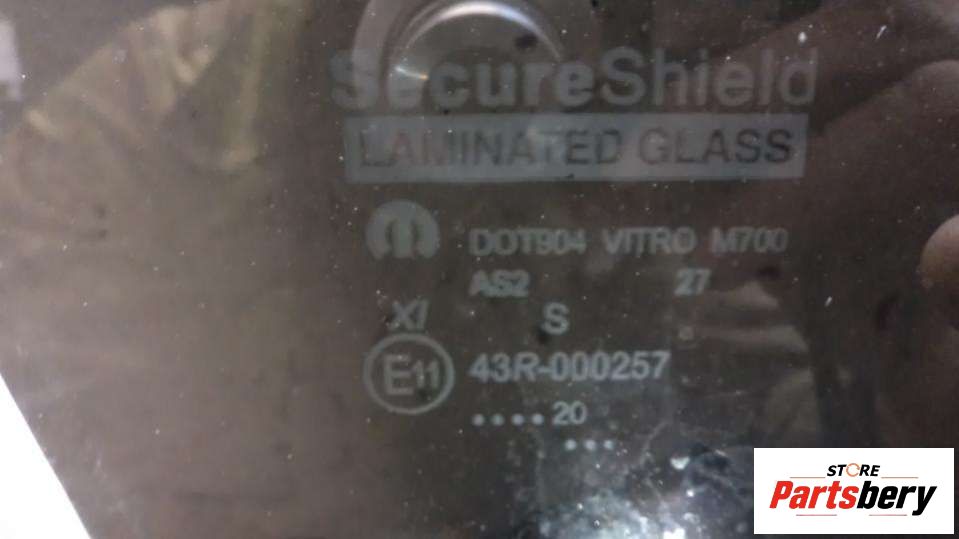 SecureShield
LAMINATED GLASS
DOT904 VITRO M700
AS2 27
XI S
E11 43R-000257
....20
...
STORE
Partsbery